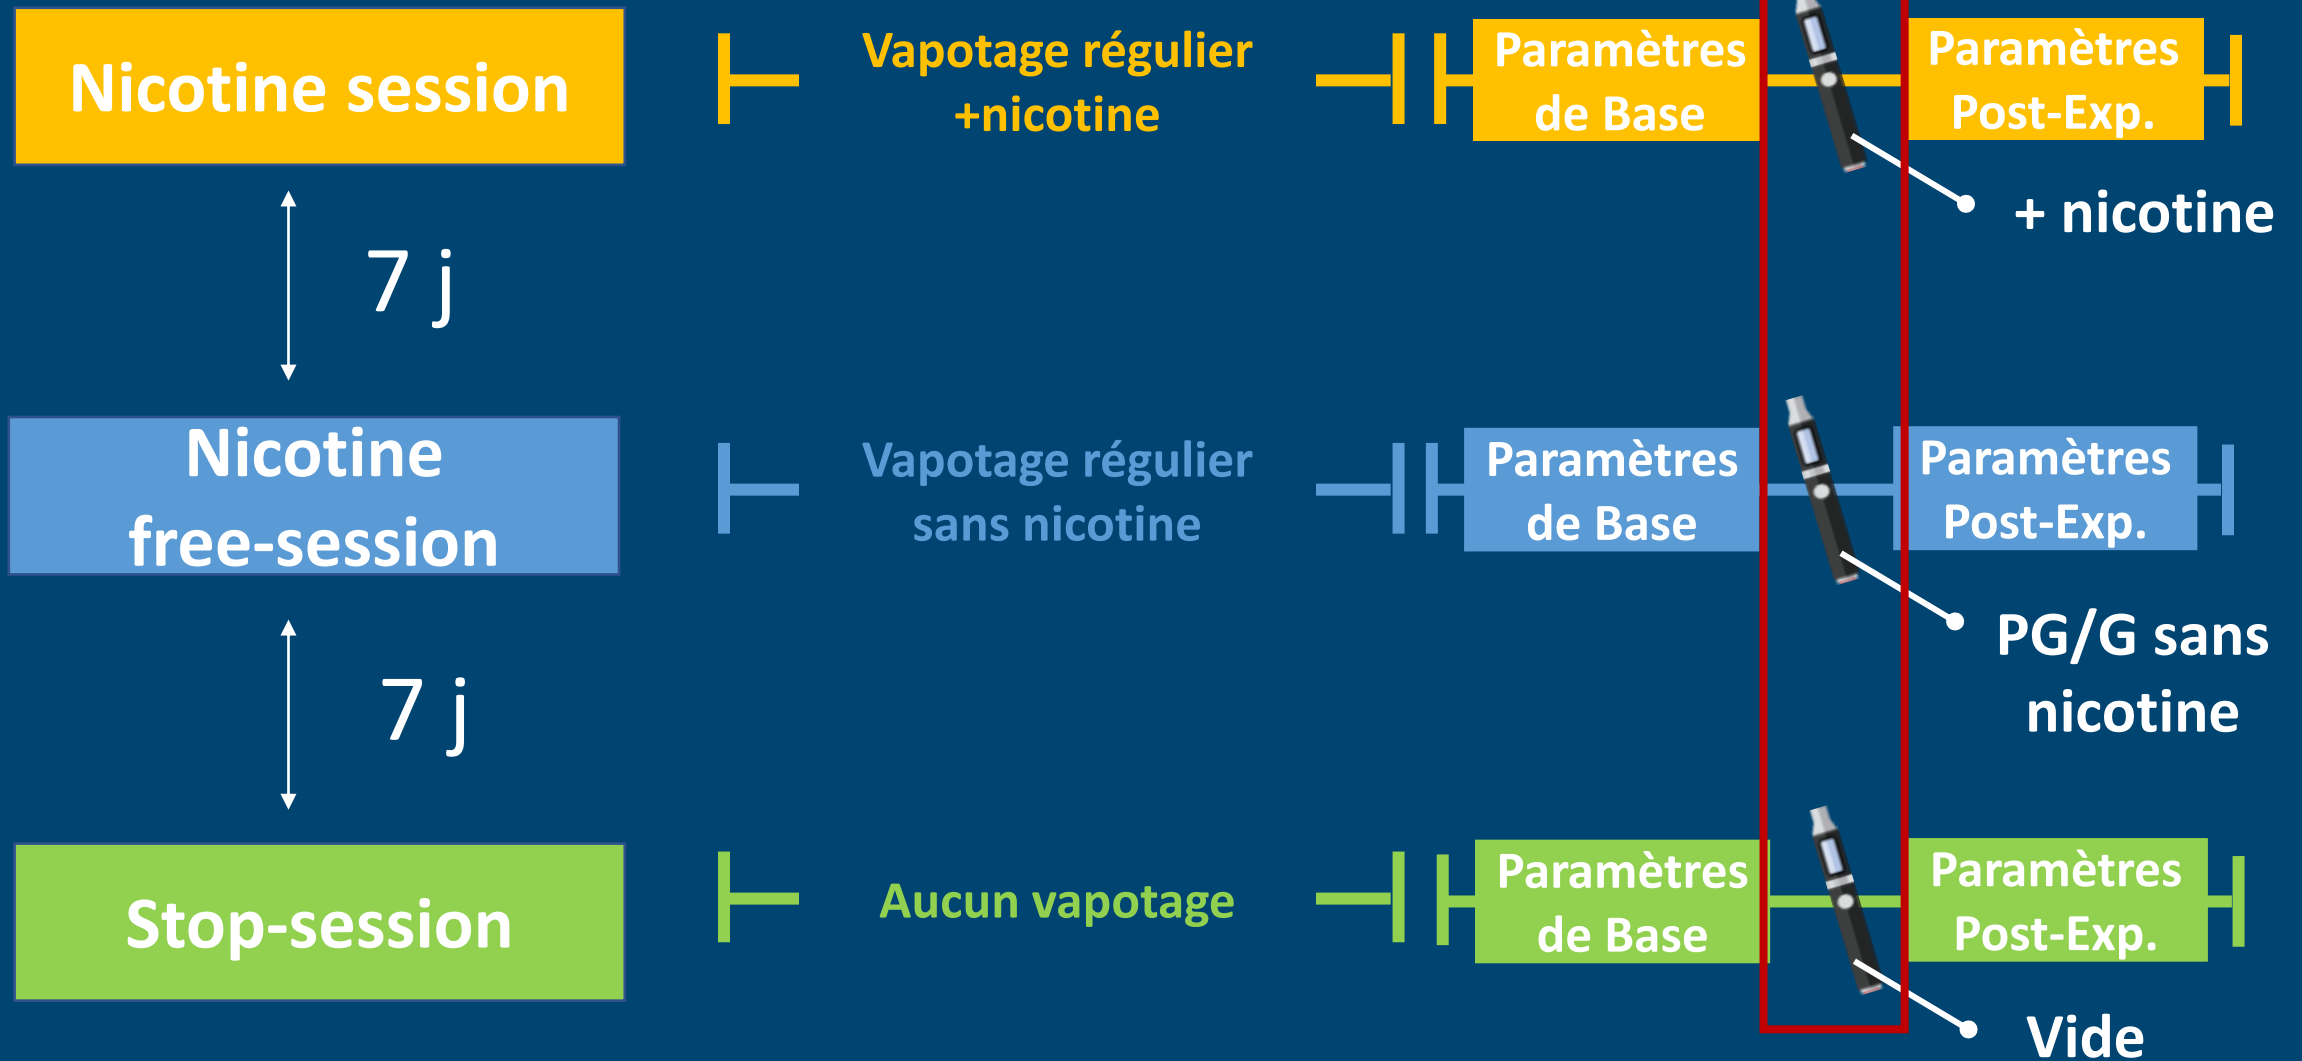 Nicotine session
Vapotage régulier
+nicotine
Paramètres
de Base
Paramètres
Post-Exp.
+ nicotine
7 j
Nicotine
free-session
Vapotage régulier
sans nicotine
Paramètres
de Base
Paramètres
Post-Exp.
PG/G sans
nicotine
7 j
Stop-session
Aucun vapotage
Paramètres
de Base
Paramètres
Post-Exp.
Vide